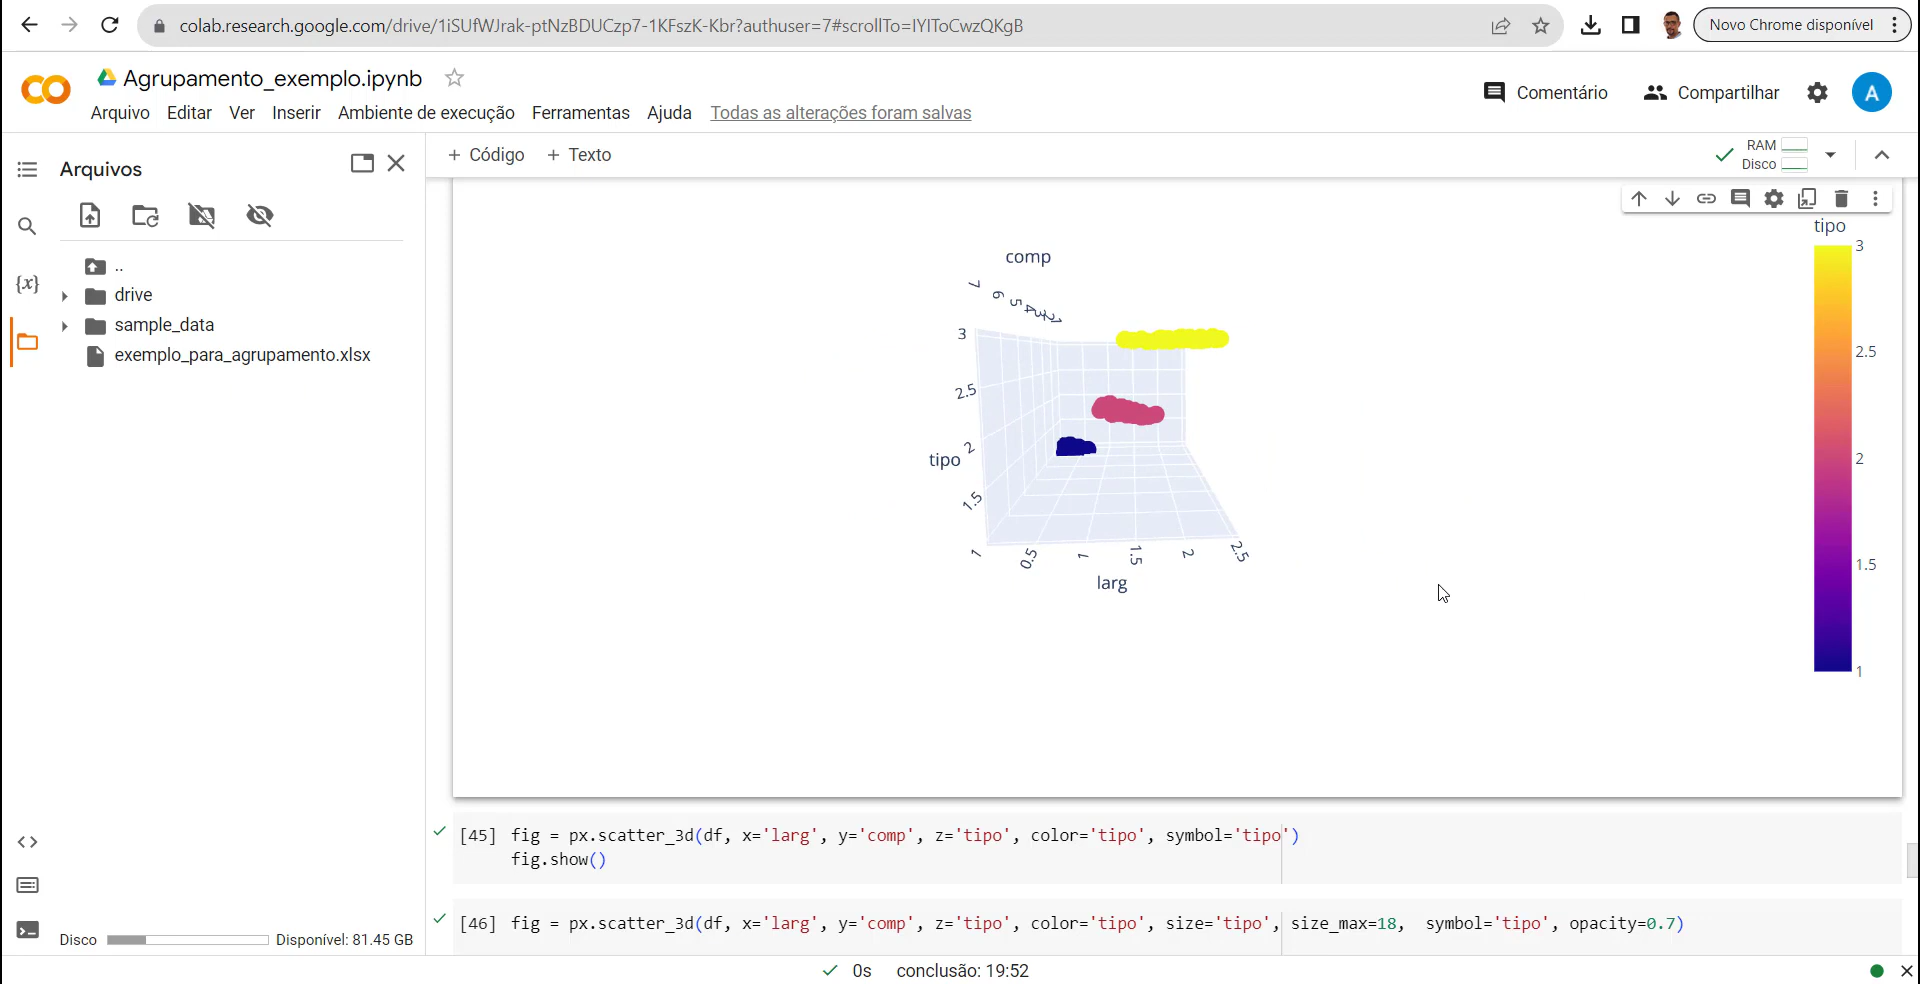 colab.research.google.com/drive/1iSUfWJrak-ptNzBDUCzp7-1KFszK-Kbr?authuser=7#scrollTo=IYIToCwzQKgB
Novo Chrome disponível
Agrupamento_exemplo.ipynb
Arquivo Editar Ver Inserir Ambiente de execução Ferramentas Ajuda Todas as alterações foram salvas
Comentário Compartilhar A
Arquivos
+ Código + Texto
RAM
Disco
{x}
..
drive
sample_data
exemplo_para_agrupamento.xlsx
tipo
3
2.5
2
1.5
1
comp
7 6 5 4 3 2 1
3
2.5
2
tipo
1.5
1
0.5 1 1.5 2 2.5
larg
[45] fig = px.scatter_3d(df, x='larg', y='comp', z='tipo', color='tipo', symbol='tipo')
fig.show()
[46] fig = px.scatter_3d(df, x='larg', y='comp', z='tipo', color='tipo', size='tipo', size_max=18, symbol='tipo', opacity=0.7)
Disco Disponível: 81.45 GB
0s conclusão: 19:52